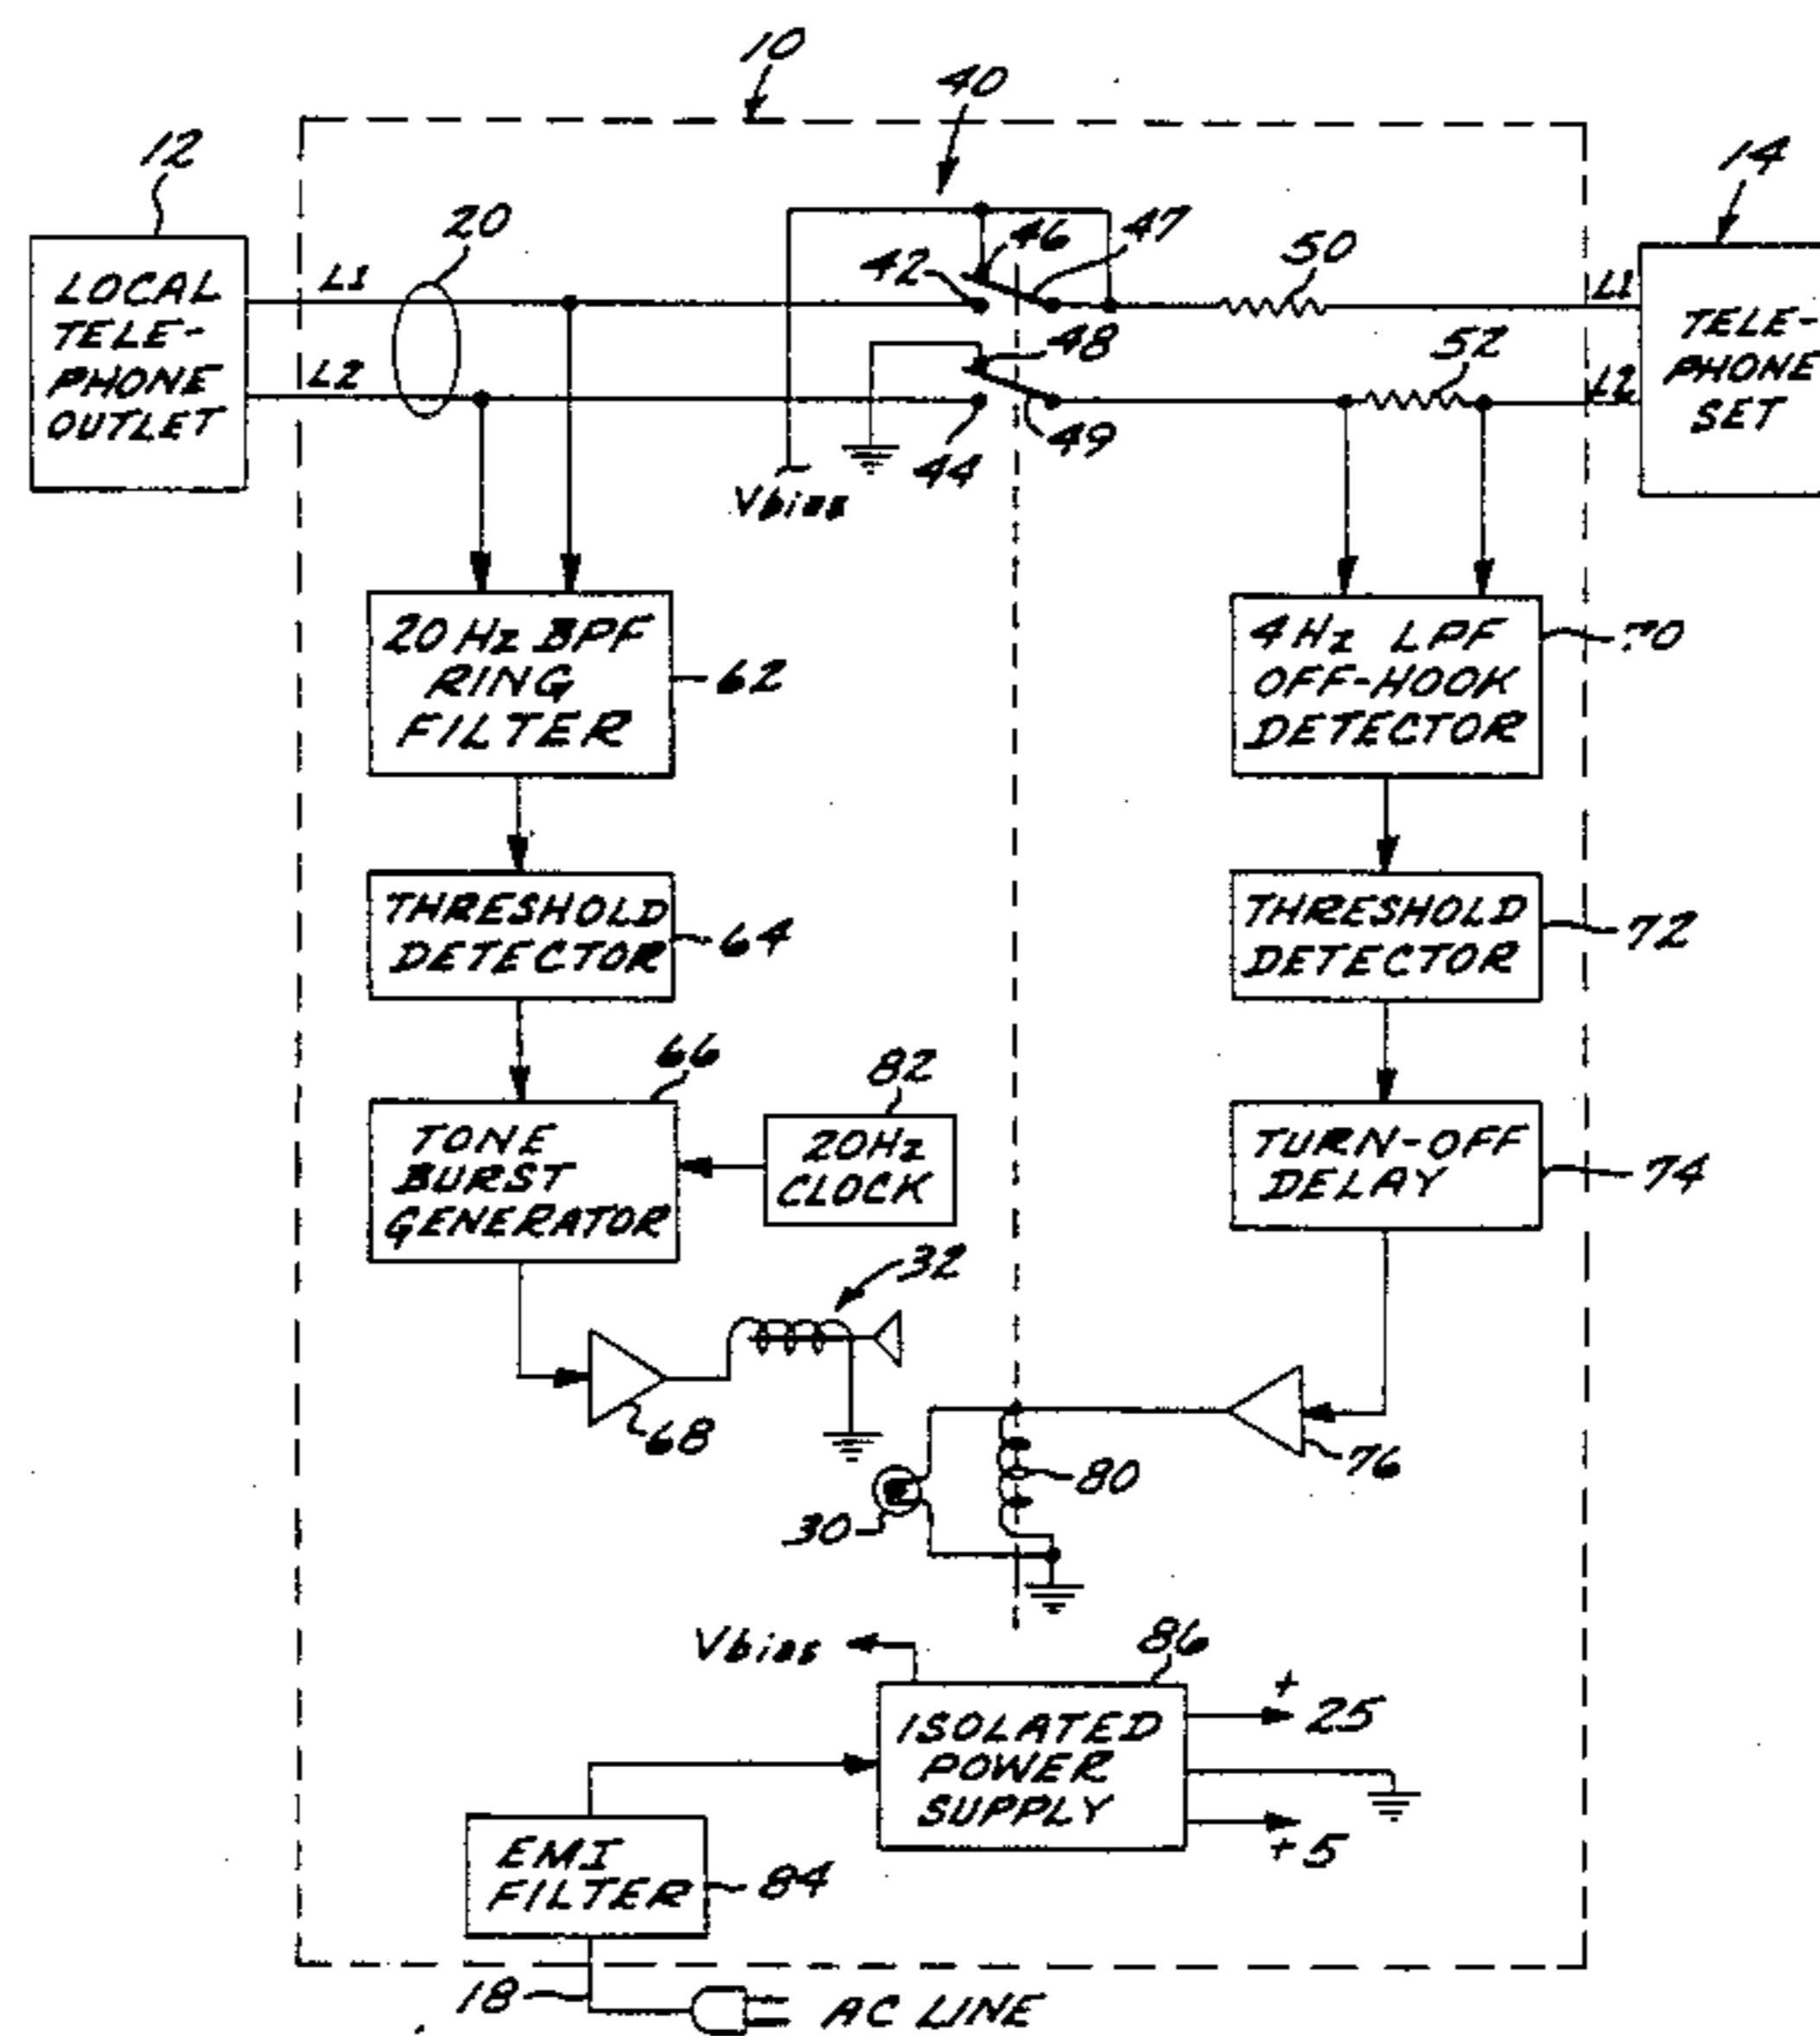 10
40
12
14
20
46
47
50
42
L1
L1
LOCAL
TELE-
PHONE
OUTLET
TELE-
PHONE
SET
48
52
L2
L2
49
44
Vbias
20 Hz BPF
RING
FILTER
62
4 Hz LPF
OFF-HOOK
DETECTOR
70
THRESHOLD
DETECTOR
64
THRESHOLD
DETECTOR
72
66
82
TONE
BURST
GENERATOR
20Hz
CLOCK
TURN-OFF
DELAY
74
32
68
76
80
30
Vbias
86
ISOLATED
POWER
SUPPLY
+
25
+5
EMI
FILTER
84
18
AC LINE